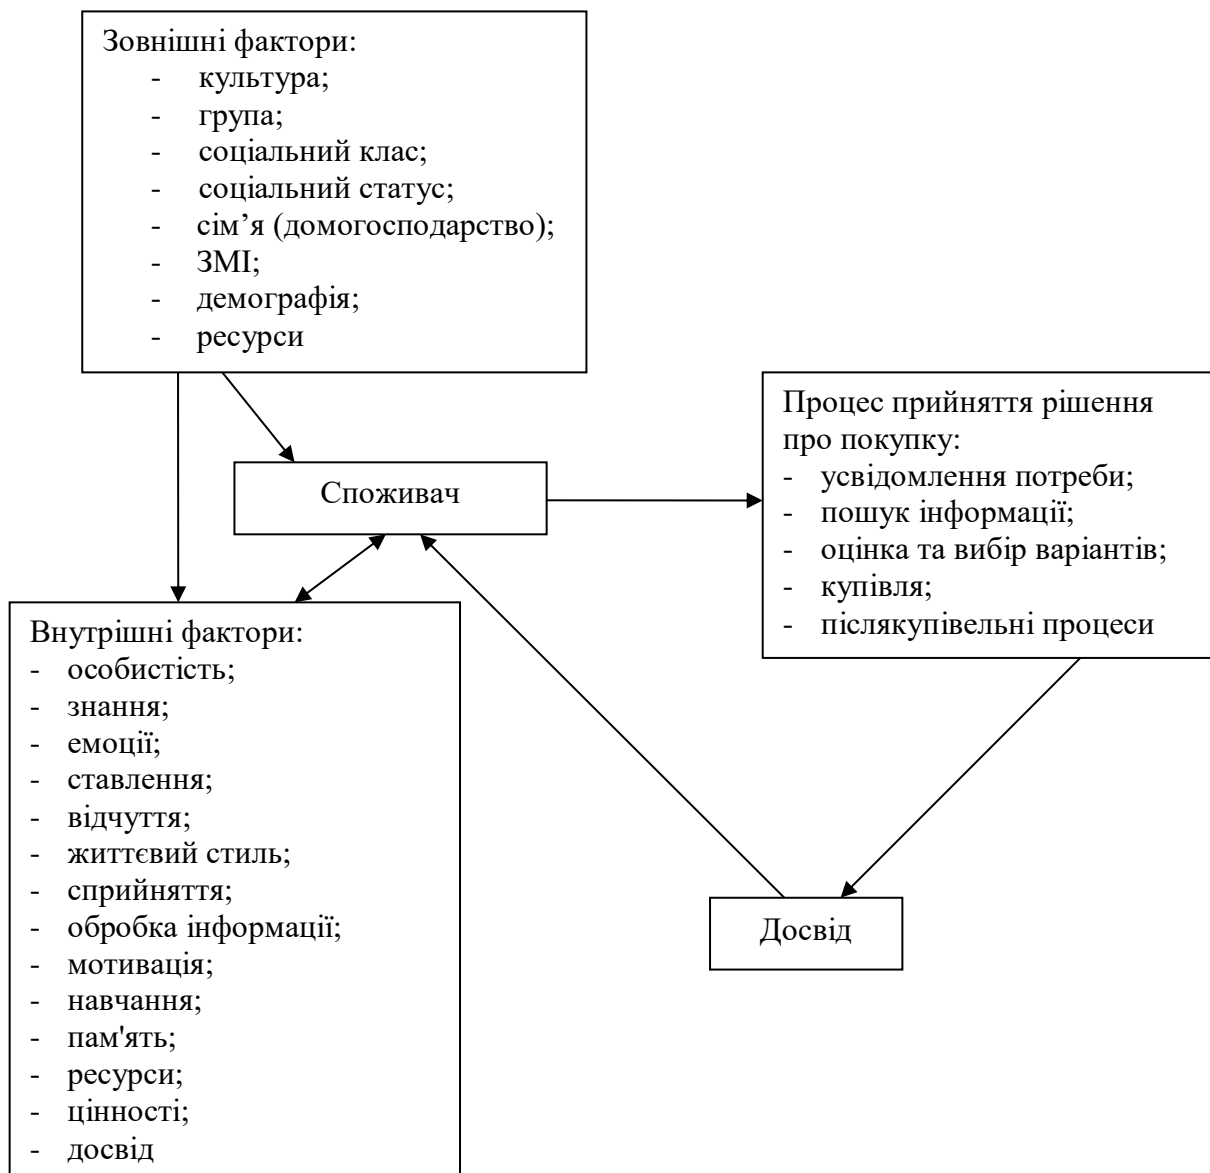 Зовнішні фактори:
- культура;
- група;
- соціальний клас;
- соціальний статус;
- сім’я (домогосподарство);
- ЗМІ;
- демографія;
- ресурси
Споживач
Процес прийняття рішення
про покупку:
- усвідомлення потреби;
- пошук інформації;
- оцінка та вибір варіантів;
- купівля;
- післякупівельні процеси
Внутрішні фактори:
- особистість;
- знання;
- емоції;
- ставлення;
- відчуття;
- життєвий стиль;
- сприйняття;
- обробка інформації;
- мотивація;
- навчання;
- пам'ять;
- ресурси;
- цінності;
- досвід
Досвід